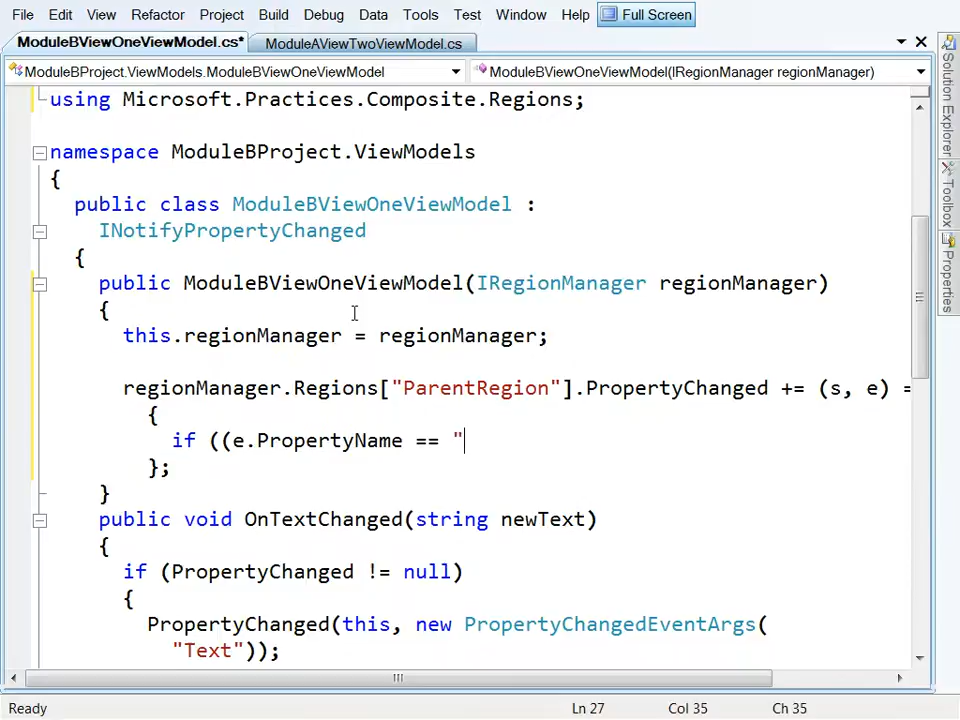 File Edit View Refactor Project Build Debug Data Tools Test Window Help Full Screen
ModuleBViewOneViewModel.cs* ModuleAViewTwoViewModel.cs
ModuleBProject.ViewModels.ModuleBViewOneViewModel ModuleBViewOneViewModel(IRegionManager regionManager)
using Microsoft.Practices.Composite.Regions;
namespace ModuleBProject.ViewModels
{
public class ModuleBViewOneViewModel :
INotifyPropertyChanged
{
public ModuleBViewOneViewModel(IRegionManager regionManager)
{
this.regionManager = regionManager;
regionManager.Regions["ParentRegion"].PropertyChanged += (s, e) =
{
if ((e.PropertyName == "
};
}
public void OnTextChanged(string newText)
{
if (PropertyChanged != null)
{
PropertyChanged(this, new PropertyChangedEventArgs(
"Text"));
Solution Explorer
Toolbox
Properties
Ready Ln 27 Col 35 Ch 35